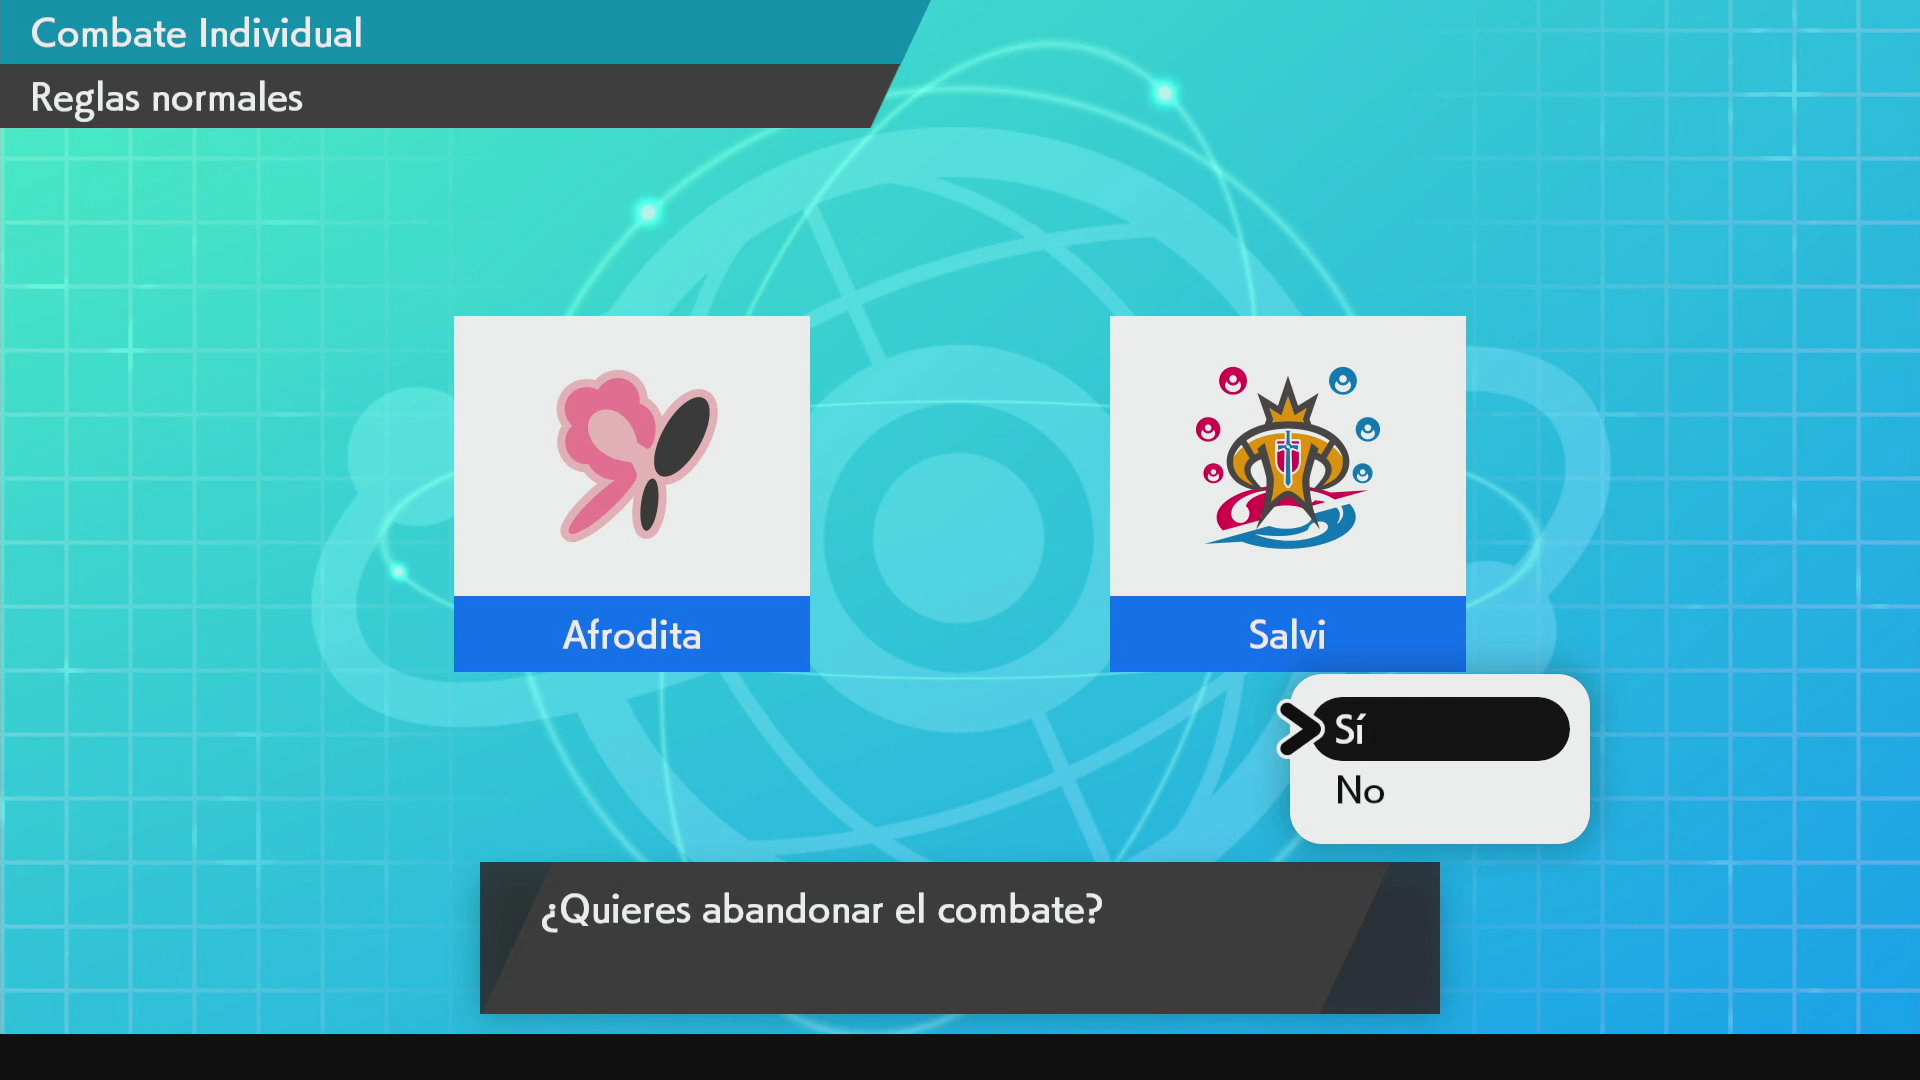 Combate Individual
Reglas normales
Afrodita
Salvi
Sí
No
¿Quieres abandonar el combate?